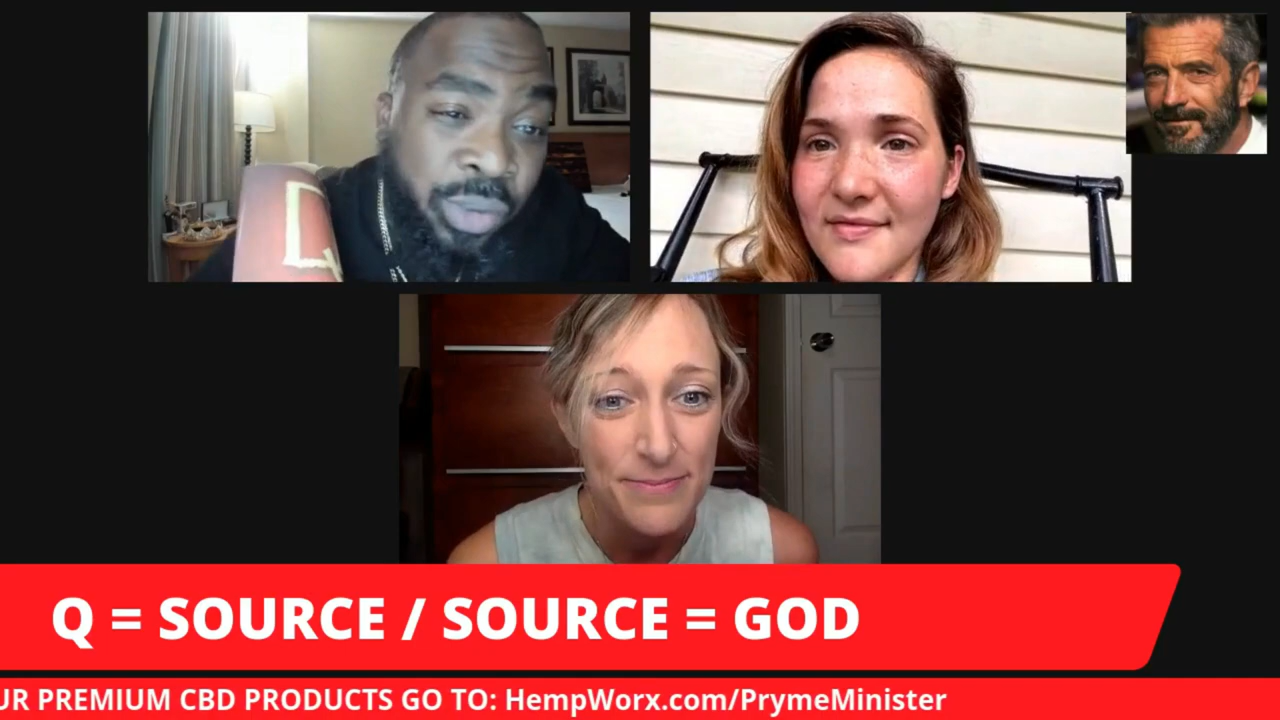 Q = SOURCE / SOURCE = GOD
UR PREMIUM CBD PRODUCTS GO TO: HempWorx.com/PrymeMinister